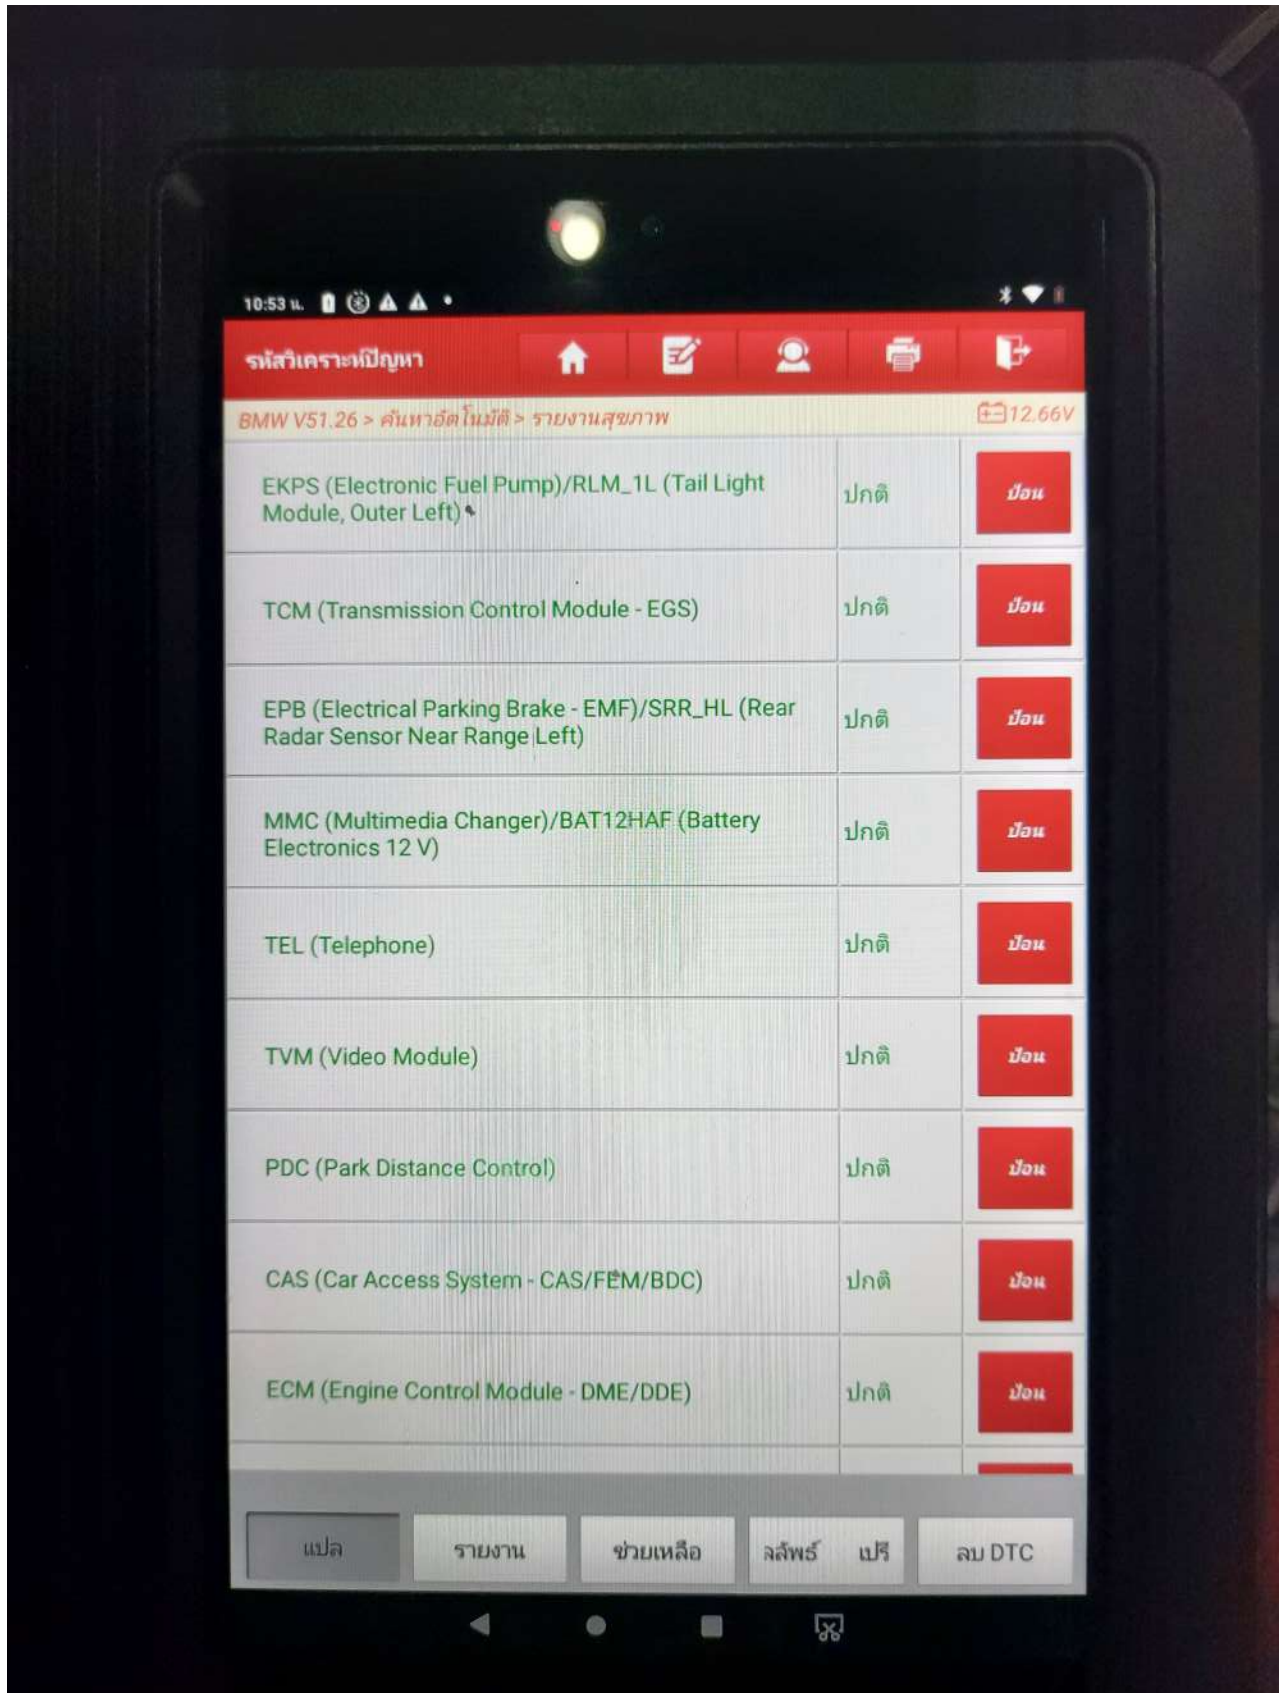 10:53 น.
รหัสวิเคราะห์ปัญหา
BMW V51.26 > ค้นหาอัตโนมัติ > รายงานสุขภาพ
12.66V
EKPS (Electronic Fuel Pump)/RLM_1L (Tail Light
Module, Outer Left)
ปกติ
ป้อน
TCM (Transmission Control Module - EGS)
ปกติ
ป้อน
EPB (Electrical Parking Brake - EMF)/SRR_HL (Rear
Radar Sensor Near Range Left)
ปกติ
ป้อน
MMC (Multimedia Changer)/BAT12HAF (Battery
Electronics 12 V)
ปกติ
ป้อน
TEL (Telephone)
ปกติ
ป้อน
TVM (Video Module)
ปกติ
ป้อน
PDC (Park Distance Control)
ปกติ
ป้อน
CAS (Car Access System - CAS/FEM/BDC)
ปกติ
ป้อน
ECM (Engine Control Module - DME/DDE)
ปกติ
ป้อน
แปล
รายงาน
ช่วยเหลือ
ลลัพธ์ เปรี
ลบ DTC